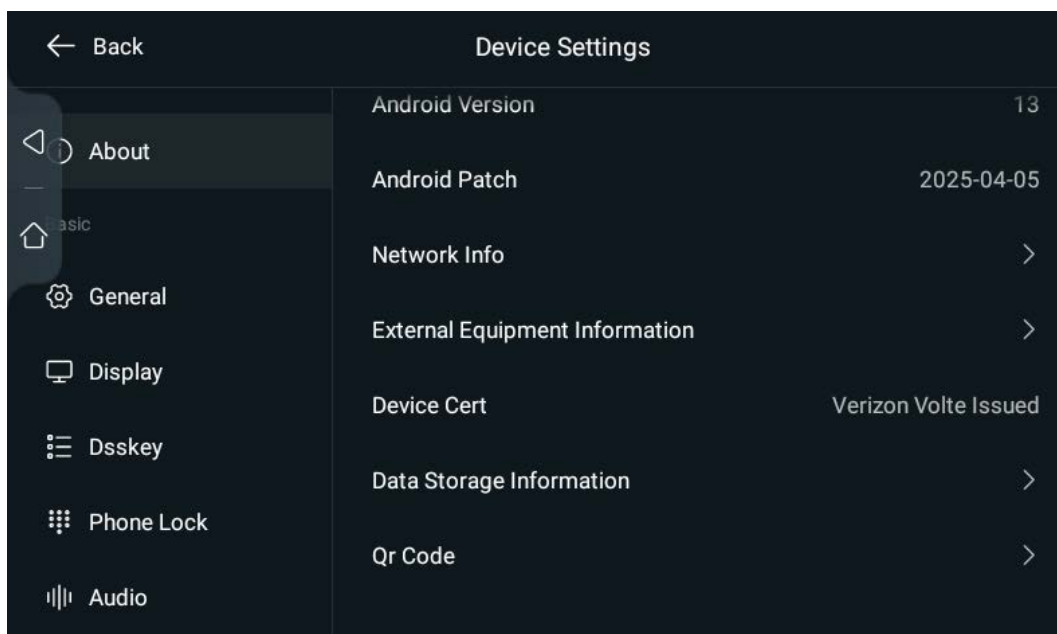 Back
Device Settings
About
Basic
General
Display
Dsskey
Phone Lock
Audio
Android Version 13
Android Patch 2025-04-05
Network Info
External Equipment Information
Device Cert Verizon Volte Issued
Data Storage Information
Qr Code